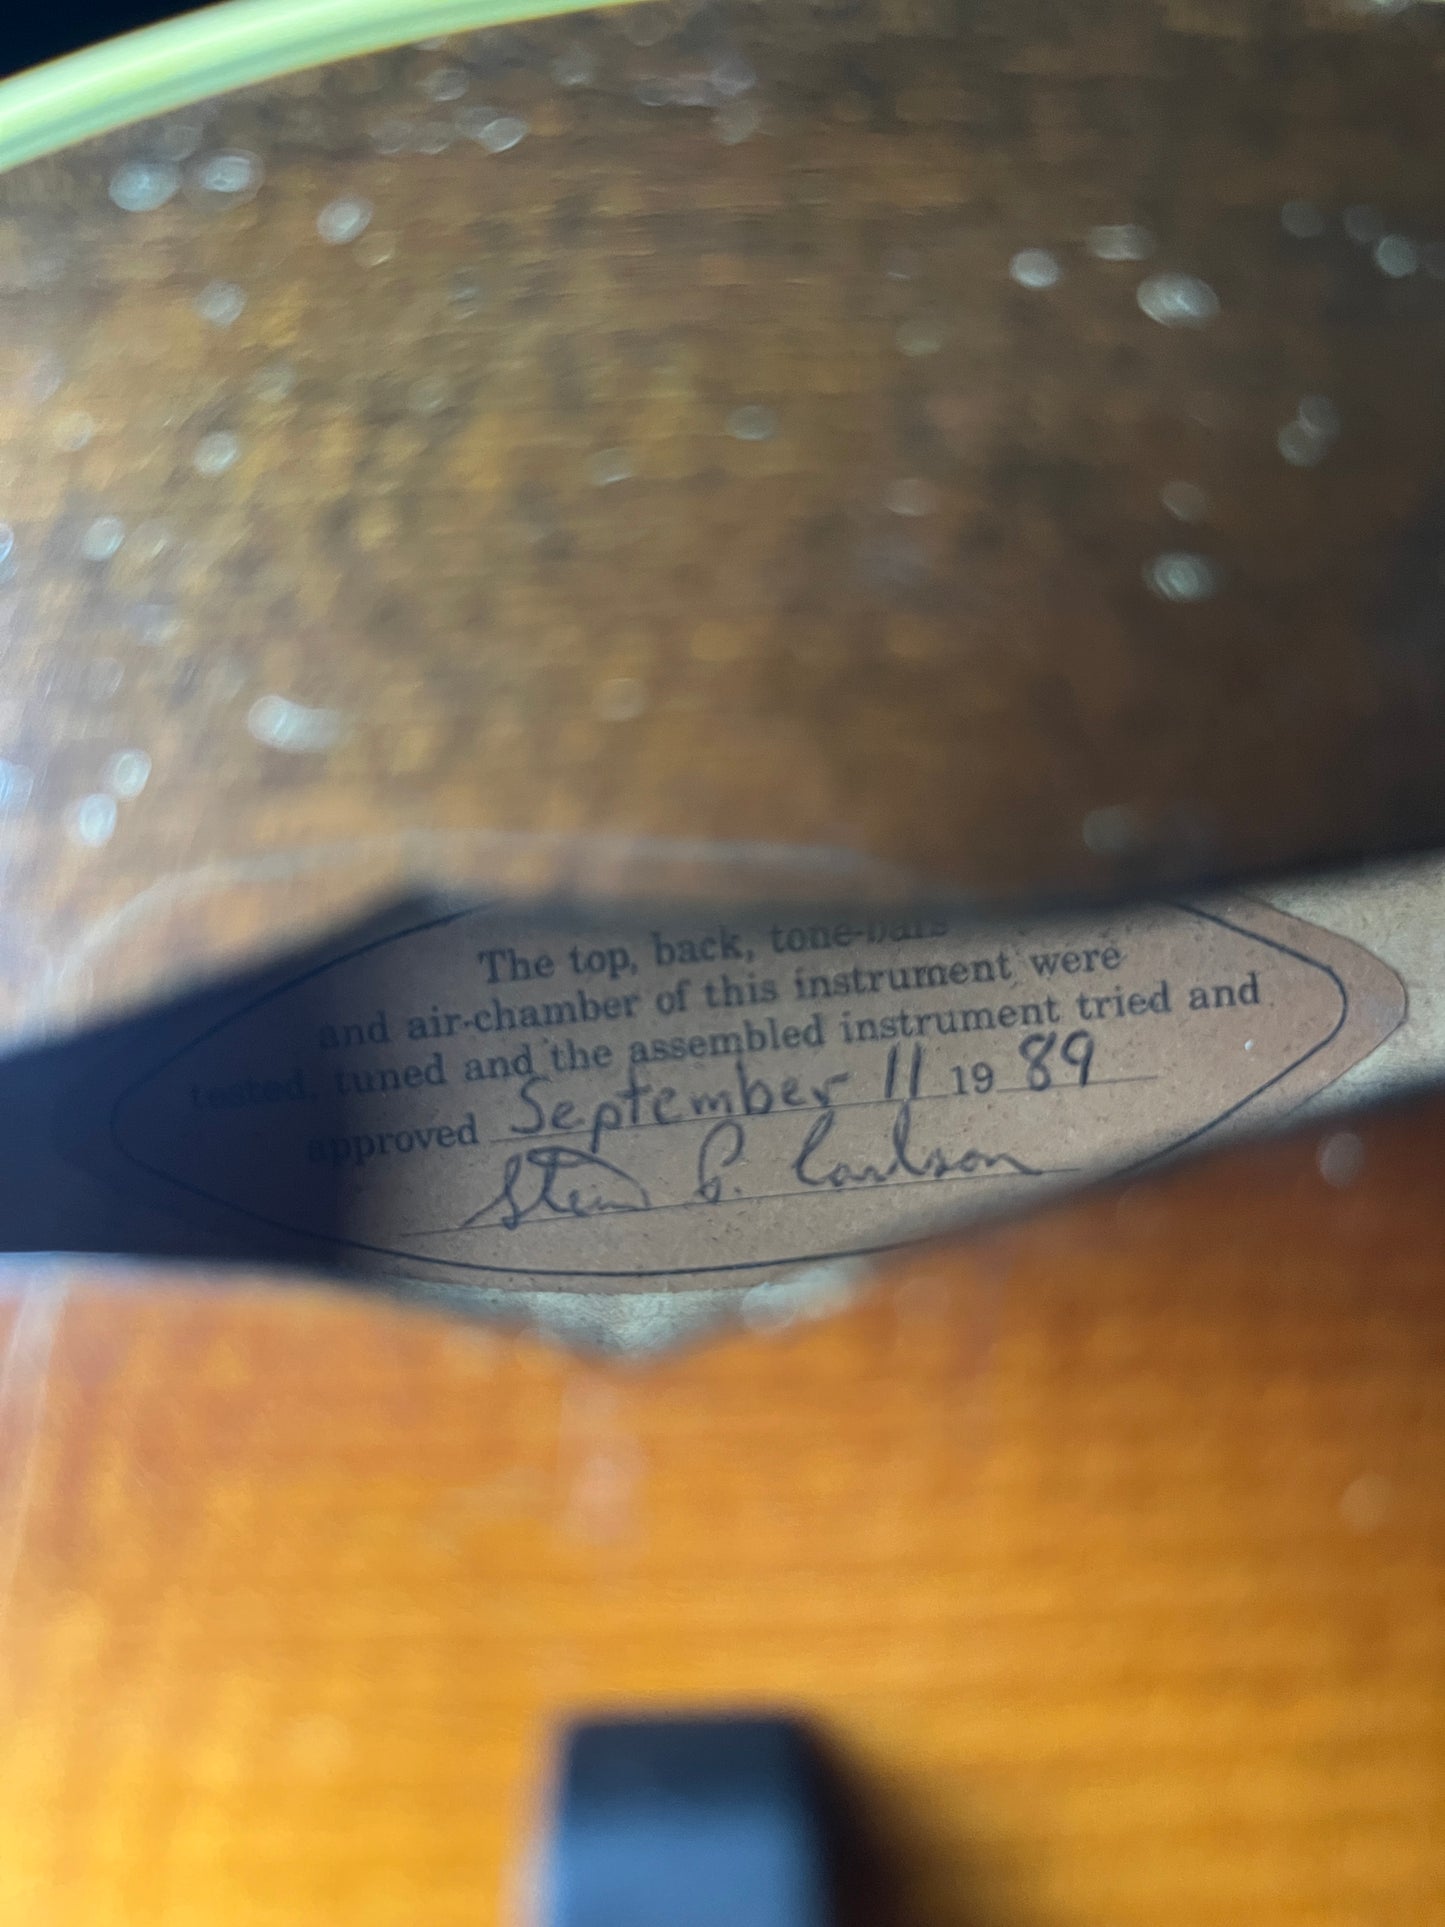 The top, back, tone-bars
and air-chamber of this instrument were
tested, tuned and the assembled instrument tried and
approved September 11 1989
Steve C. Carlson